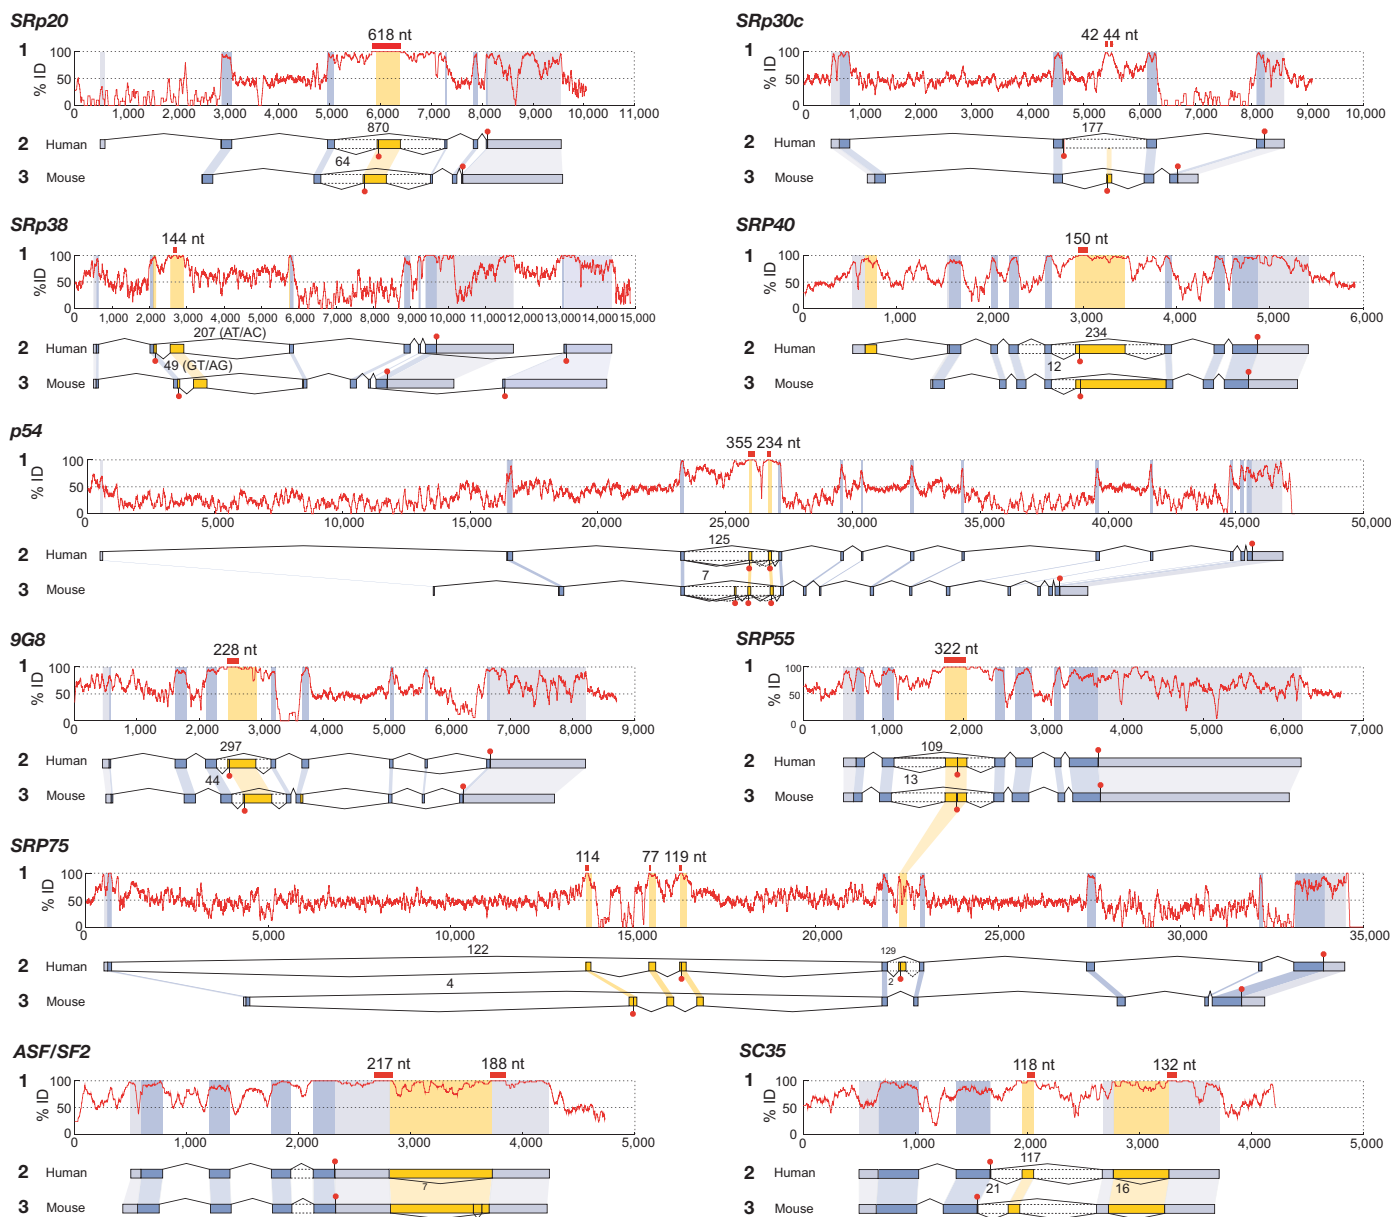 SRp20
618 nt
1
% ID
100
50
0
0 1,000 2,000 3,000 4,000 5,000 6,000 7,000 8,000 9,000 10,000 11,000
870
2 Human
64
3 Mouse
SRp30c
42 44 nt
1
% ID
100
50
0
0 1,000 2,000 3,000 4,000 5,000 6,000 7,000 8,000 9,000 10,000
177
2 Human
3 Mouse
SRp38
144 nt
1
%ID
100
50
0
0 1,000 2,000 3,000 4,000 5,000 6,000 7,000 8,000 9,000 10,000 11,000 12,000 13,000 14,000 15,000
207 (AT/AC)
2 Human
49 (GT/AG)
3 Mouse
SRP40
150 nt
1
% ID
100
50
0
0 1,000 2,000 3,000 4,000 5,000 6,000
234
2 Human
12
3 Mouse
p54
355 234 nt
1
% ID
100
50
0
0 5,000 10,000 15,000 20,000 25,000 30,000 35,000 40,000 45,000 50,000
125
2 Human
7
3 Mouse
9G8
228 nt
1
% ID
100
50
0
0 1,000 2,000 3,000 4,000 5,000 6,000 7,000 8,000 9,000
297
2 Human
44
3 Mouse
SRP55
322 nt
1
% ID
100
50
0
0 1,000 2,000 3,000 4,000 5,000 6,000 7,000
109
2 Human
13
3 Mouse
SRP75
114 77 119 nt
1
% ID
100
50
0
0 5,000 10,000 15,000 20,000 25,000 30,000 35,000
122 129
2 Human
4 2
3 Mouse
ASF/SF2
217 nt 188 nt
1
% ID
100
50
0
0 1,000 2,000 3,000 4,000 5,000
2 Human
7
3 Mouse
SC35
118 nt 132 nt
1
% ID
100
50
0
0 1,000 2,000 3,000 4,000 5,000
117
2 Human
21 16
3 Mouse